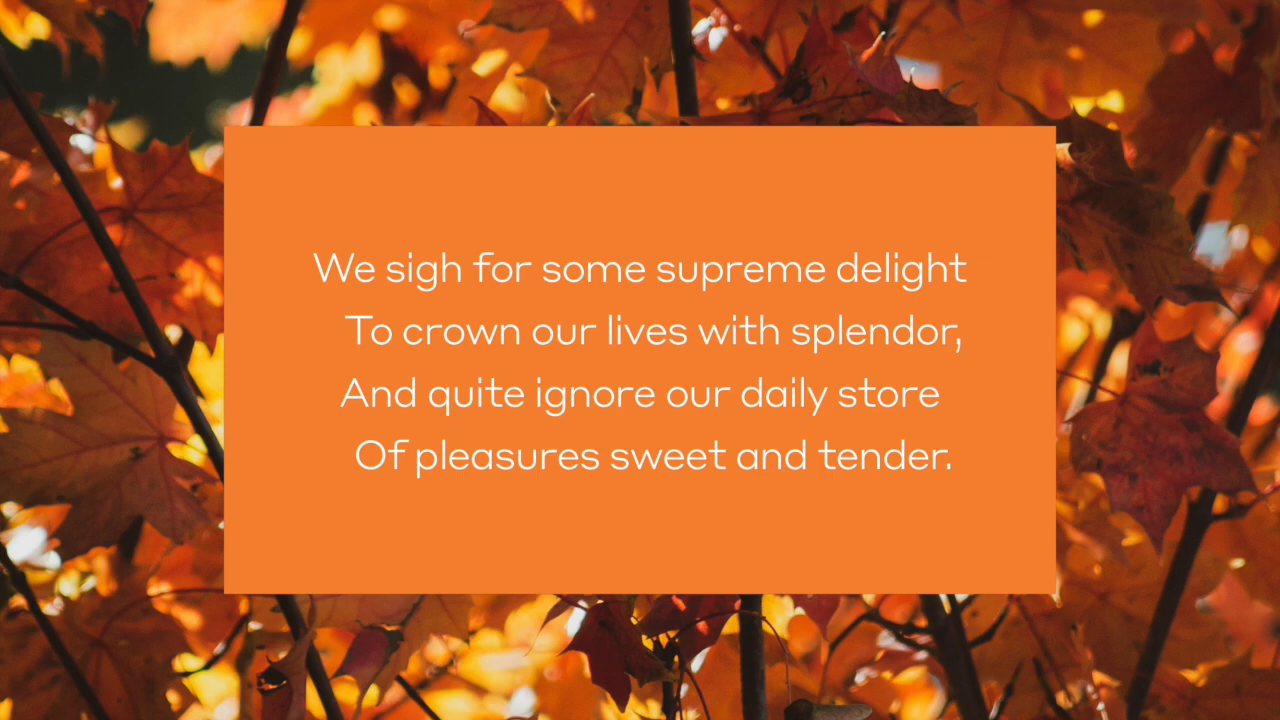 We sigh for some supreme delight
To crown our lives with splendor,
And quite ignore our daily store
Of pleasures sweet and tender.